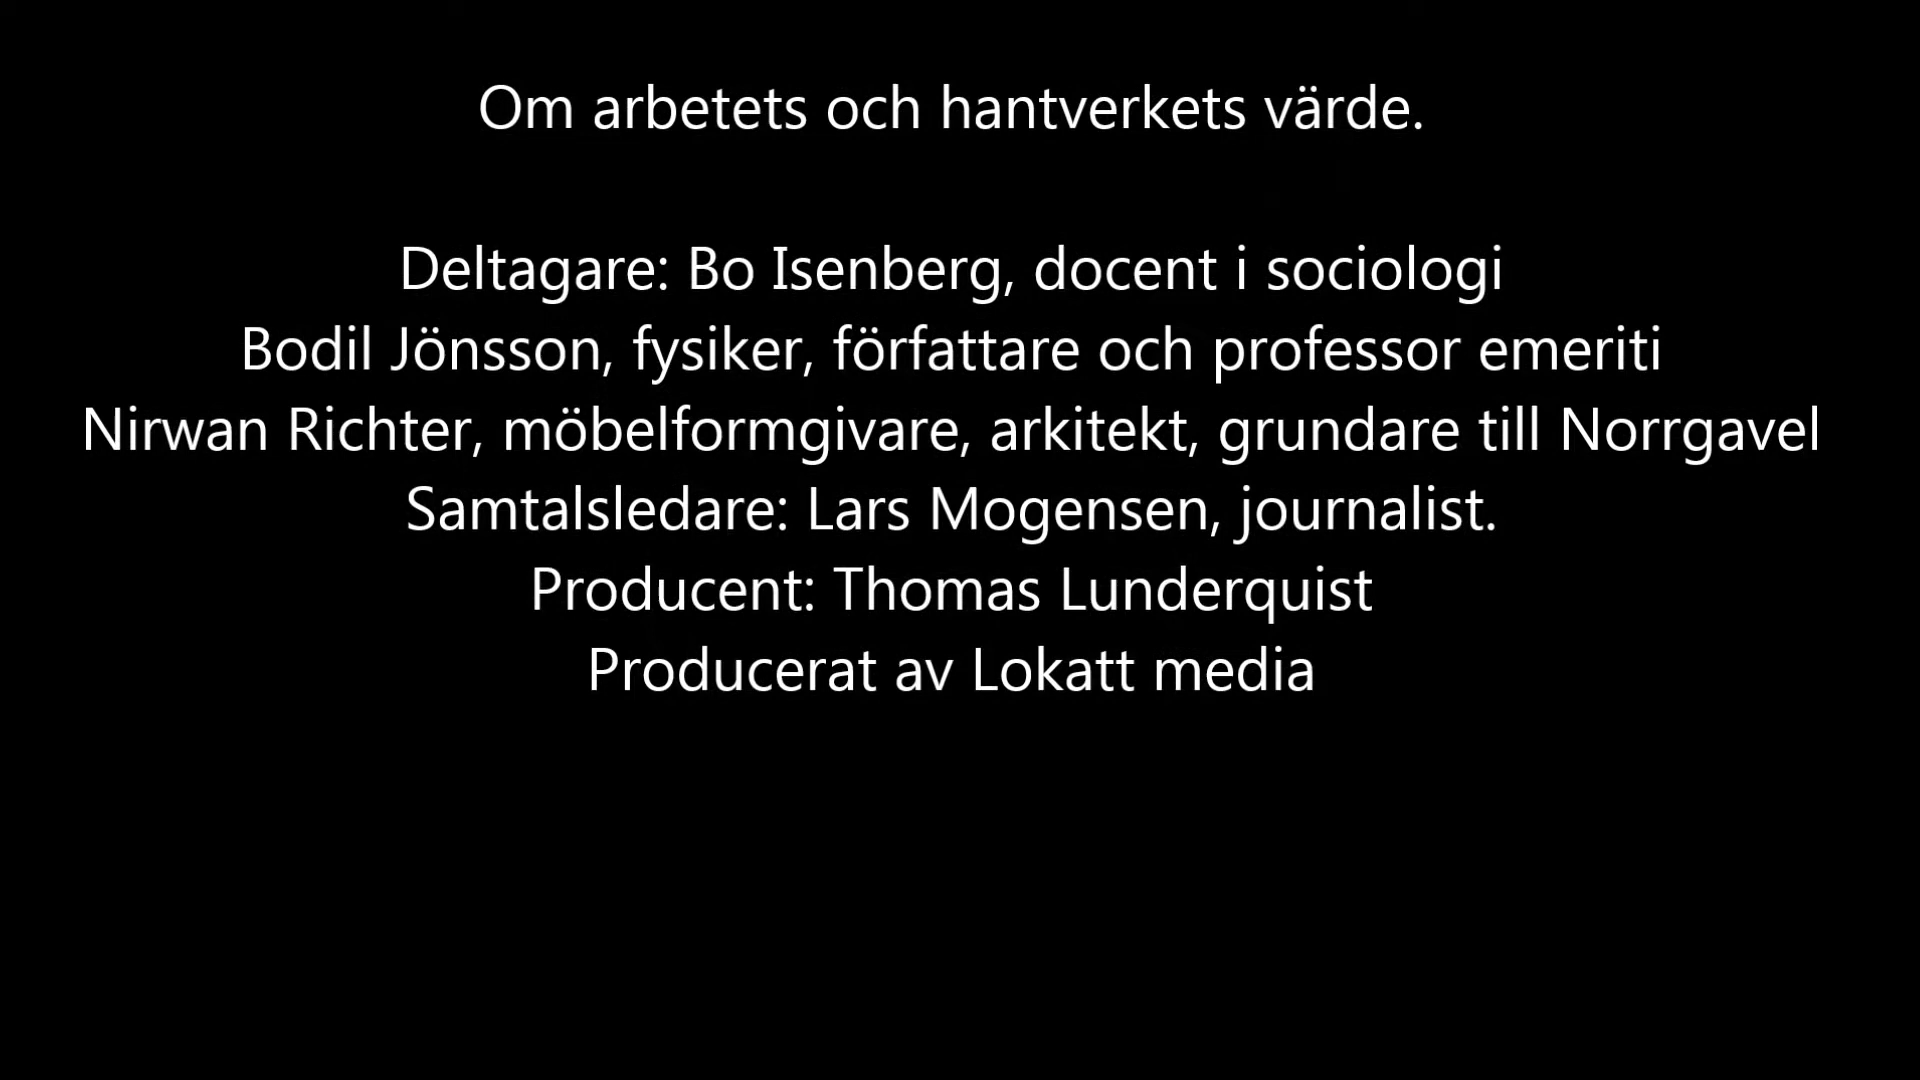 Om arbetets och hantverkets värde.
Deltagare: Bo Isenberg, docent i sociologi
Bodil Jönsson, fysiker, författare och professor emeriti
Nirwan Richter, möbelformgivare, arkitekt, grundare till Norrgavel
Samtalsledare: Lars Mogensen, journalist.
Producent: Thomas Lunderquist
Producerat av Lokatt media